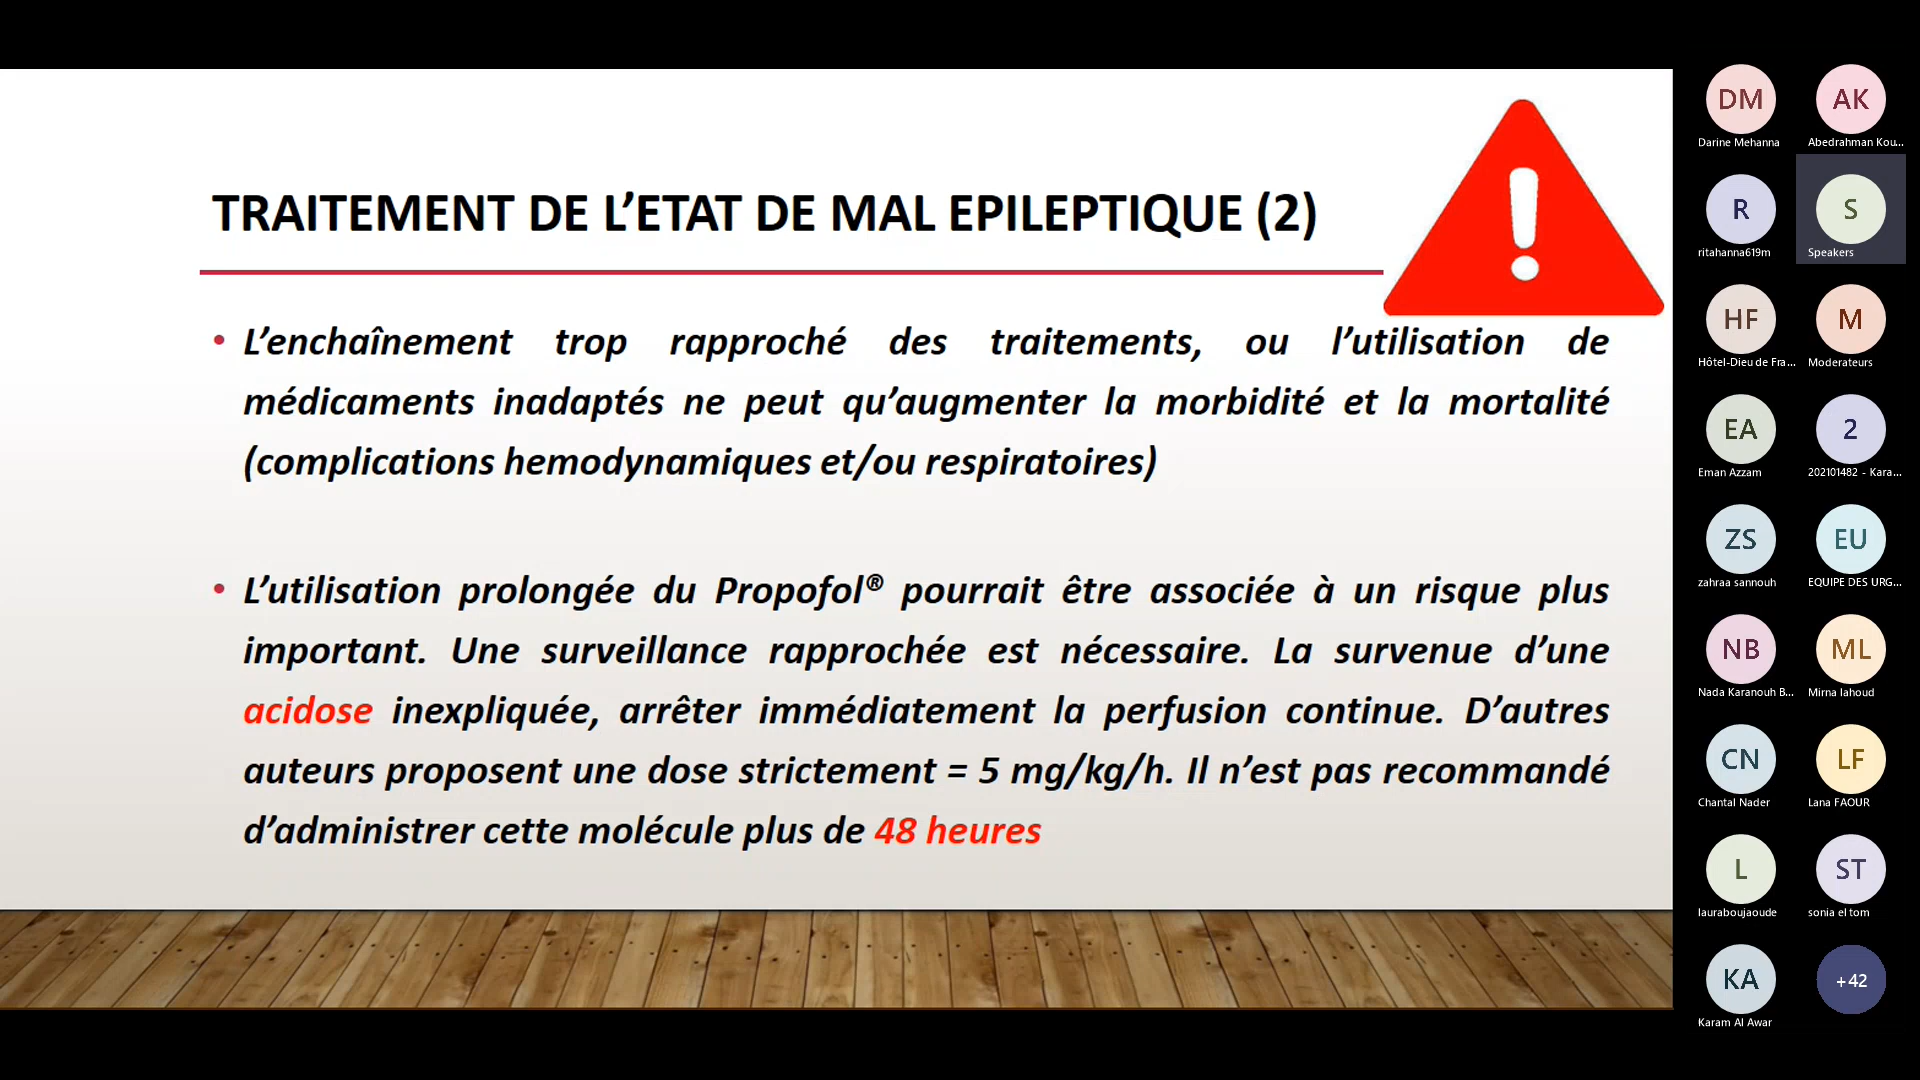 TRAITEMENT DE L’ETAT DE MAL EPILEPTIQUE (2)
• L’enchaînement trop rapproché des traitements, ou l’utilisation de
médicaments inadaptés ne peut qu’augmenter la morbidité et la mortalité
(complications hemodynamiques et/ou respiratoires)
• L’utilisation prolongée du Propofol® pourrait être associée à un risque plus
important. Une surveillance rapprochée est nécessaire. La survenue d’une
acidose inexpliquée, arrêter immédiatement la perfusion continue. D’autres
auteurs proposent une dose strictement = 5 mg/kg/h. Il n’est pas recommandé
d’administrer cette molécule plus de 48 heures
DM
Darine Mehanna
AK
Abedrahman Kou...
R
ritahanna619m
S
Speakers
HF
Hôtel-Dieu de Fra...
M
Moderateurs
EA
Eman Azzam
2
202101482 - Kara...
ZS
zahraa sannouh
EU
EQUIPE DES URG...
NB
Nada Karanouh B...
ML
Mirna lahoud
CN
Chantal Nader
LF
Lana FAOUR
L
lauraboujaoude
ST
sonia el tom
KA
Karam Al Awar
+42